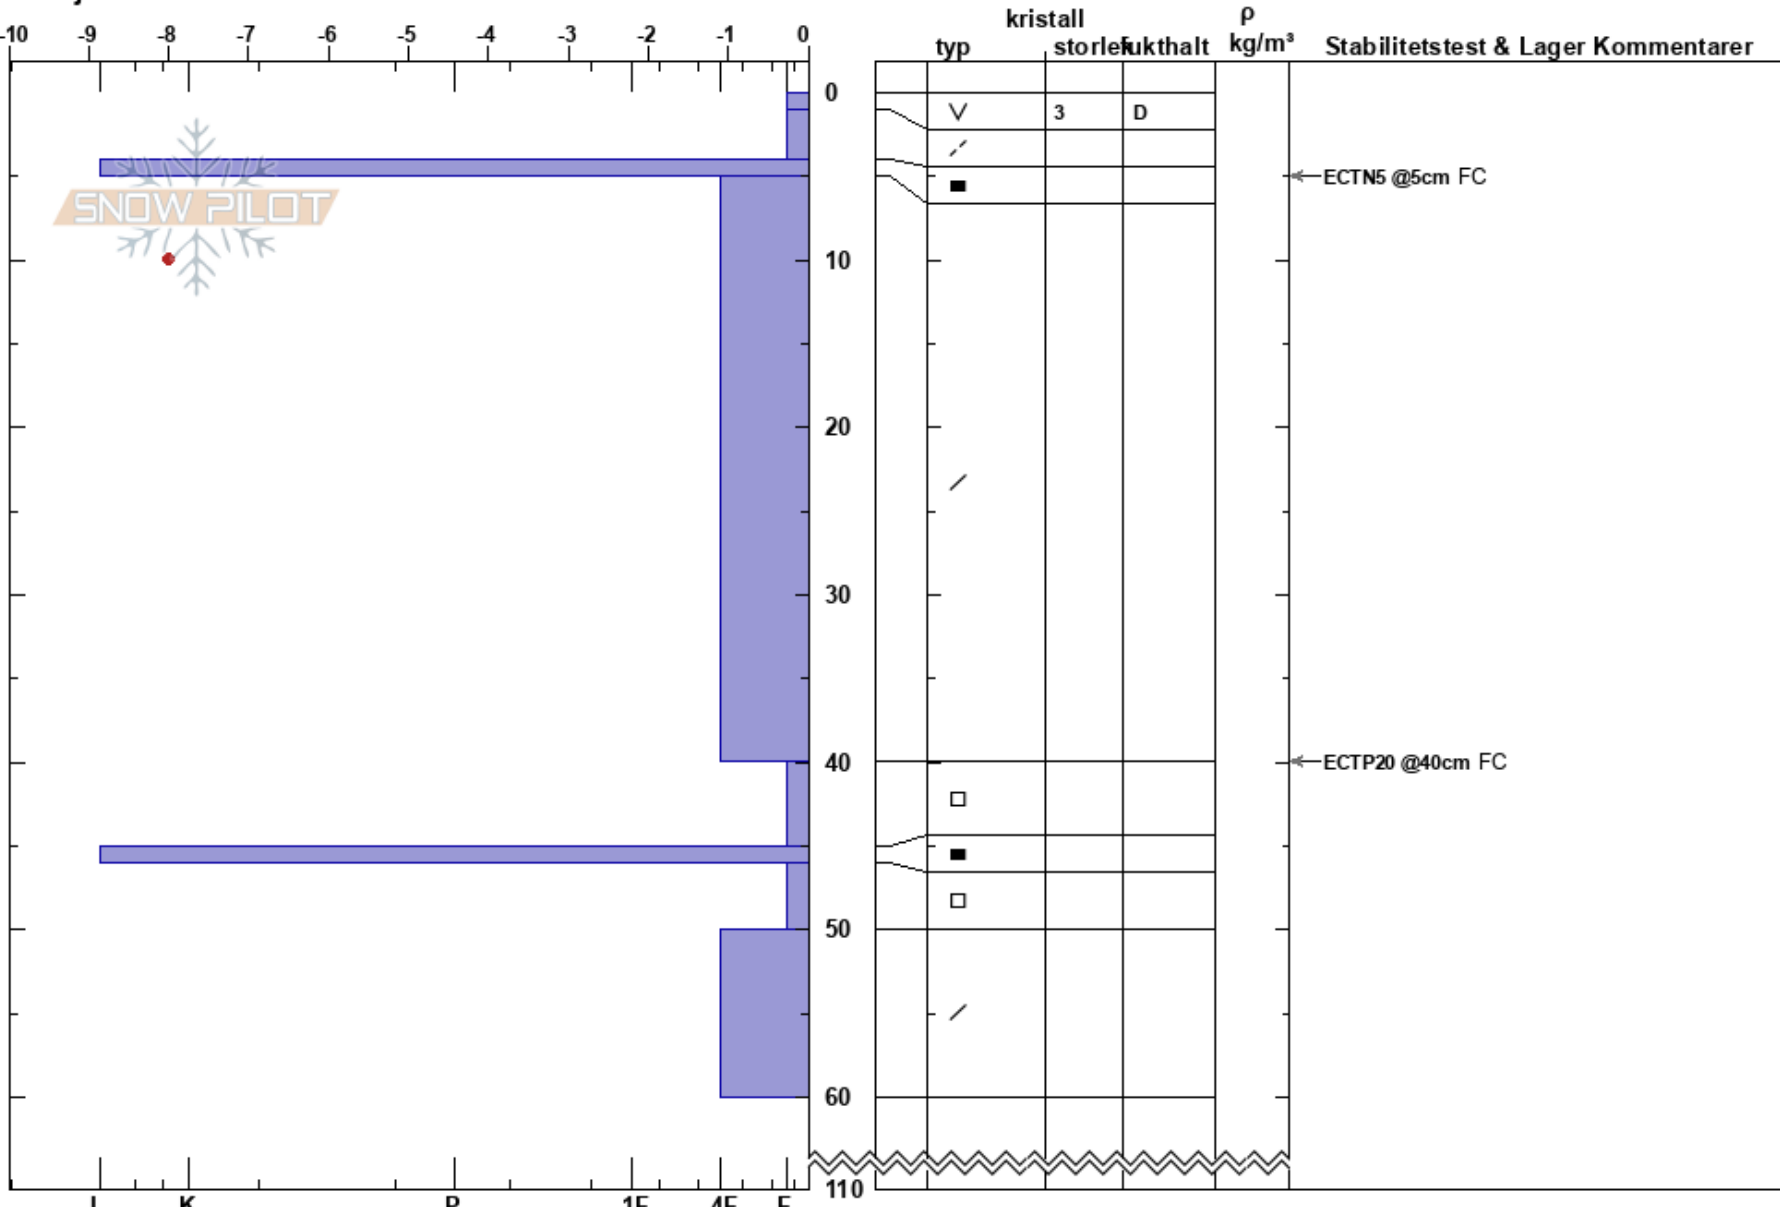 kristall ρ
-10 -9 -8 -7 -6 -5 -4 -3 -2 -1 0
typ storlek fukthalt kg/m³ Stabilitetstest & Lager Kommentarer
0
3 D
ECTN5 @5cm FC
SNOW PILOT
10
20
30
40
ECTP20 @40cm FC
50
60
110
I K P 1F 4F F